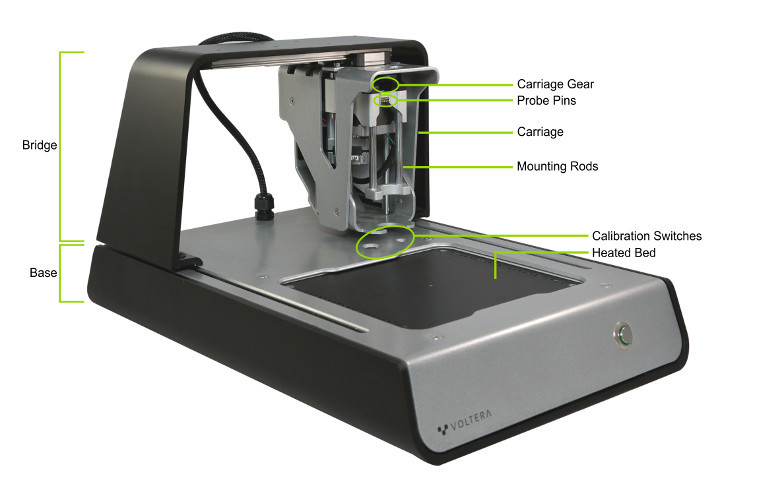 Carriage Gear
Probe Pins
Carriage
Mounting Rods
Bridge
Calibration Switches
Heated Bed
Base
VOLTERA